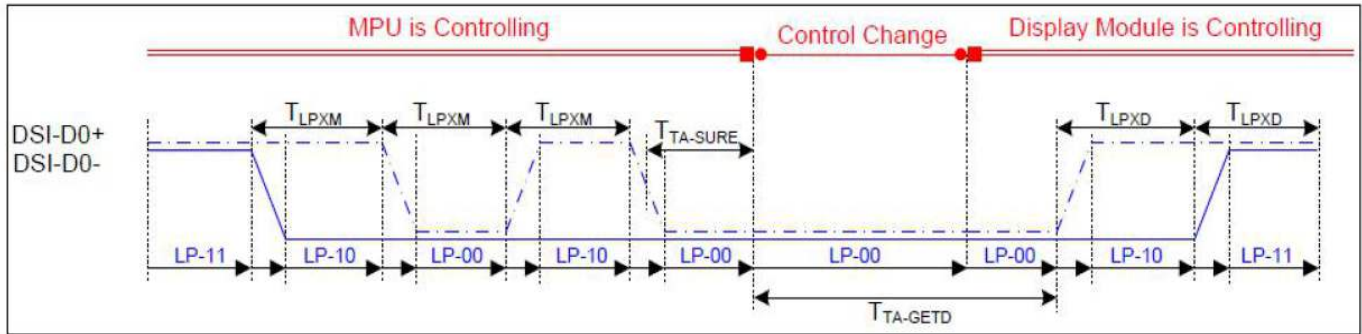 MPU is Controlling Control Change Display Module is Controlling
TLPXM TLPXM TLPXM TTA-SURE TLPXD TLPXD
DSI-D0+
DSI-D0-
LP-11 LP-10 LP-00 LP-10 LP-00 LP-00 LP-00 LP-10 LP-11
TTA-GETD